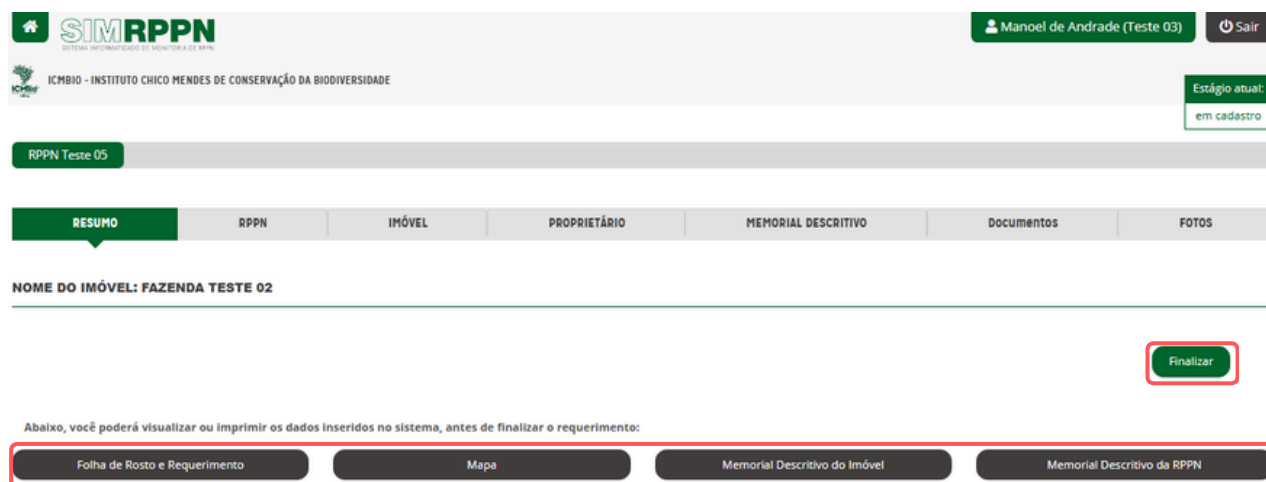 SIMRPPN
Manoel de Andrade (Teste 03)
Sair
SISTEMA INFORMATIZADO DE MONITORIA DE RPPN
ICMBio
ICMBIO - INSTITUTO CHICO MENDES DE CONSERVAÇÃO DA BIODIVERSIDADE
Estágio atual:
em cadastro
RPPN Teste 05
RESUMO RPPN IMÓVEL PROPRIETÁRIO MEMORIAL DESCRITIVO Documentos FOTOS
NOME DO IMÓVEL: FAZENDA TESTE 02
Finalizar
Abaixo, você poderá visualizar ou imprimir os dados inseridos no sistema, antes de finalizar o requerimento:
Folha de Rosto e Requerimento Mapa Memorial Descritivo do Imóvel Memorial Descritivo da RPPN